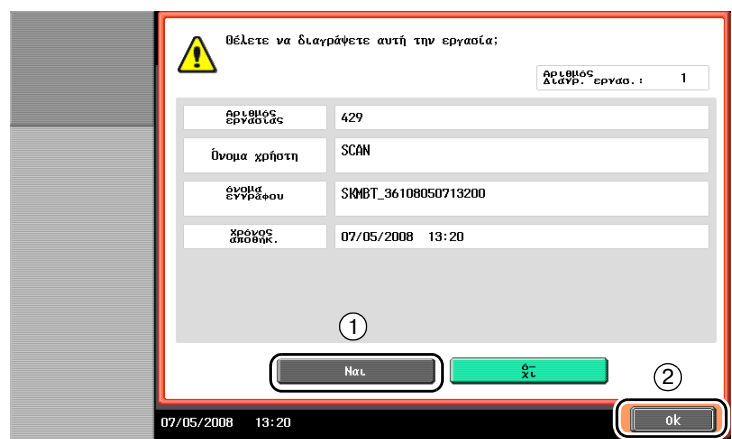 Θέλετε να διαγράψετε αυτή την εργασία;
Αριθμός
Διαγρ. εργασ.: 1
Αριθμός
εργασίας
429
Όνομα χρήστη
SCAN
όνομα
εγγράφου
SKMBT_36108050713200
Χρόνος
αποθήκ.
07/05/2008 13:20
①
Ναι
ό-
χι
②
07/05/2008 13:20
ok